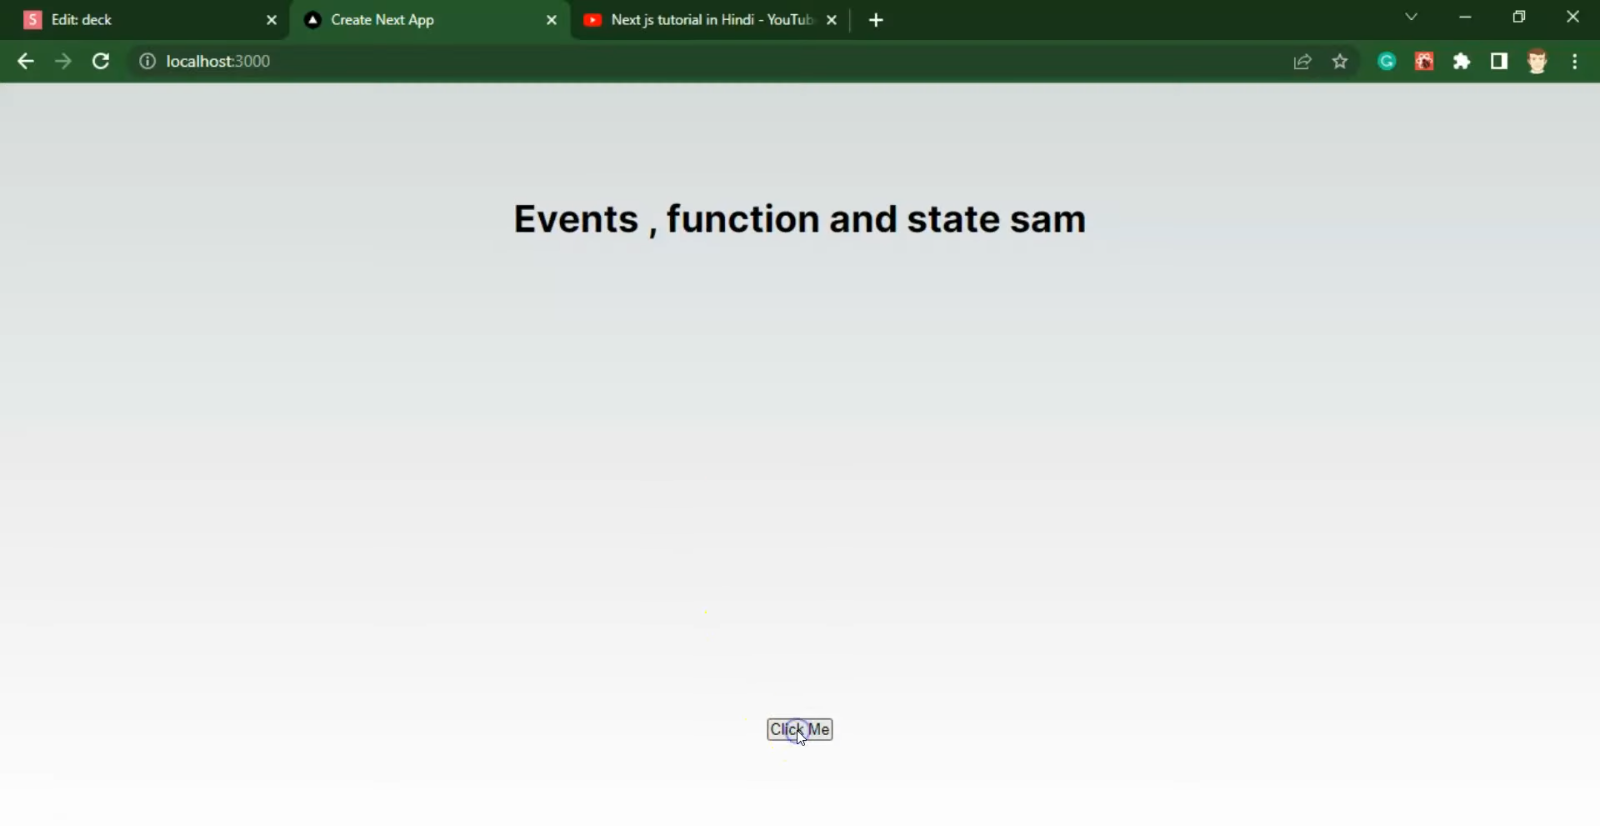 S Edit: deck
Create Next App
Next js tutorial in Hindi - YouTub
localhost:3000
Events , function and state sam
Click Me